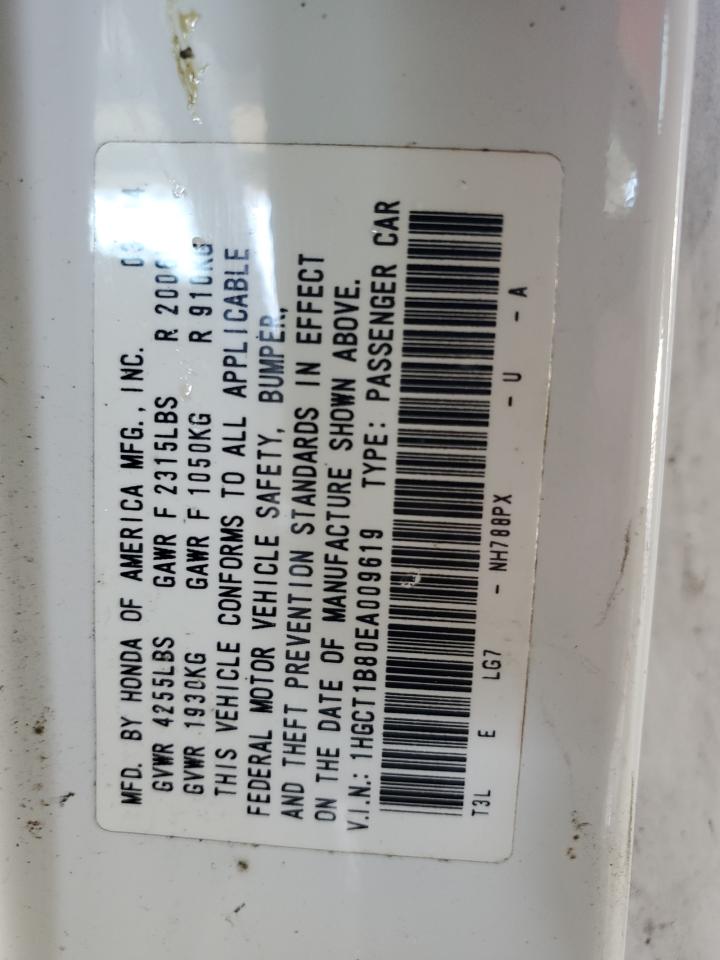 MFD. BY HONDA OF AMERICA MFG., INC.
GVWR 4255LBS GAWR F 2315LBS R
GVWR 1930KG GAWR F 1050KG R 910KG
THIS VEHICLE CONFORMS TO ALL APPLICABLE
FEDERAL MOTOR VEHICLE SAFETY, BUMPER,
AND THEFT PREVENTION STANDARDS IN EFFECT
ON THE DATE OF MANUFACTURE SHOWN ABOVE.
V.I.N.: 1HGCT1B80EA009619 TYPE: PASSENGER CAR
T3L E LG7 - NH788PX - U - A